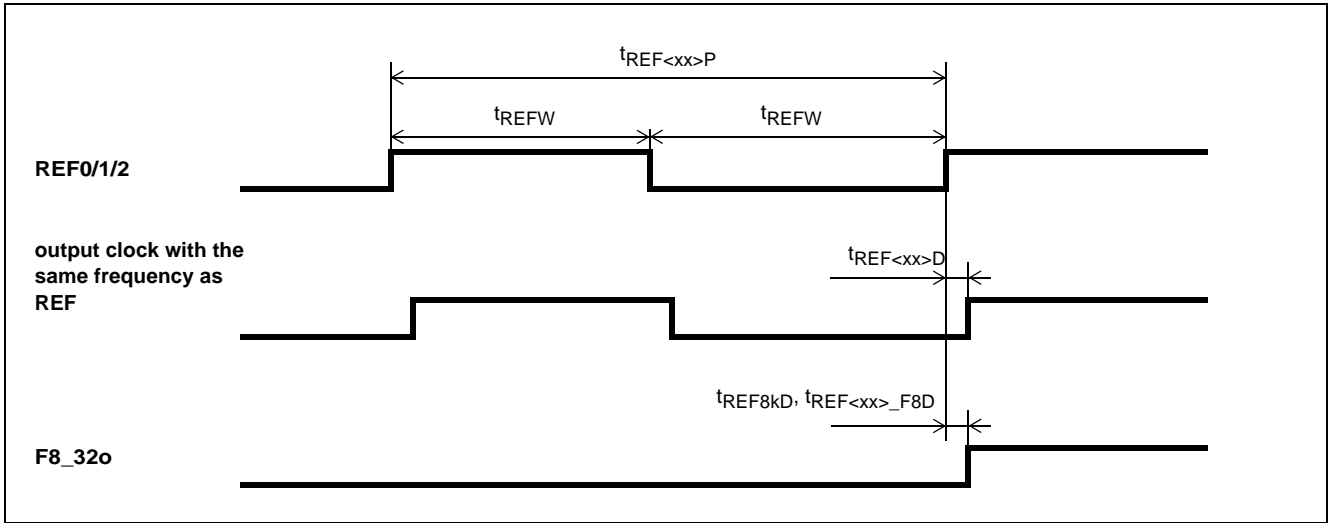 tREF<xx>P
tREFW tREFW
REF0/1/2
output clock with the
same frequency as
REF
tREF<xx>D
tREF8kD, tREF<xx>_F8D
F8_32o